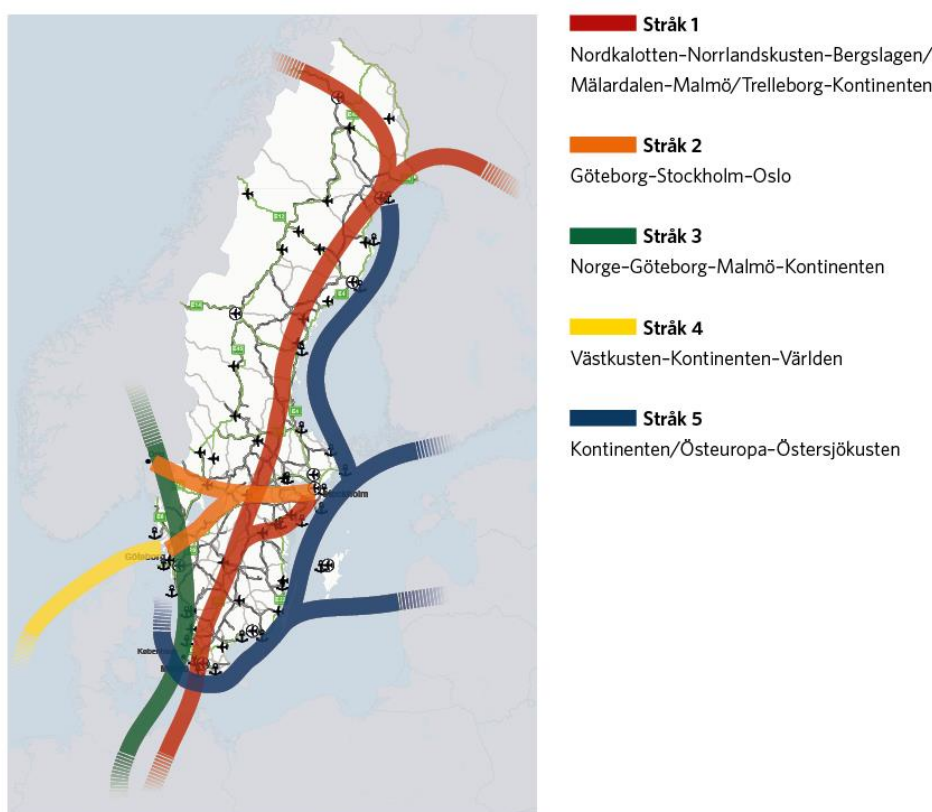 Stråk 1
Nordkalotten–Norrlandskusten–Bergslagen/
Mälardalen–Malmö/Trelleborg–Kontinenten
Stråk 2
Göteborg–Stockholm–Oslo
Stråk 3
Norge–Göteborg–Malmö–Kontinenten
Stråk 4
Västkusten–Kontinenten–Världen
Stråk 5
Kontinenten/Östeuropa–Östersjökusten
Göteborg